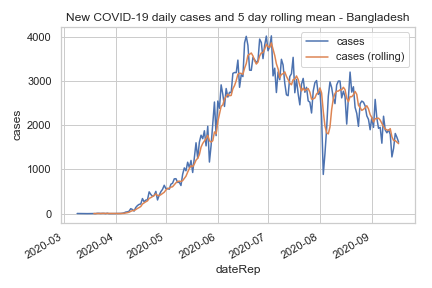 New COVID-19 daily cases and 5 day rolling mean - Bangladesh
cases
cases (rolling)
4000
3000
2000
1000
0
cases
2020-03
2020-04
2020-05
2020-06
2020-07
2020-08
2020-09
dateRep